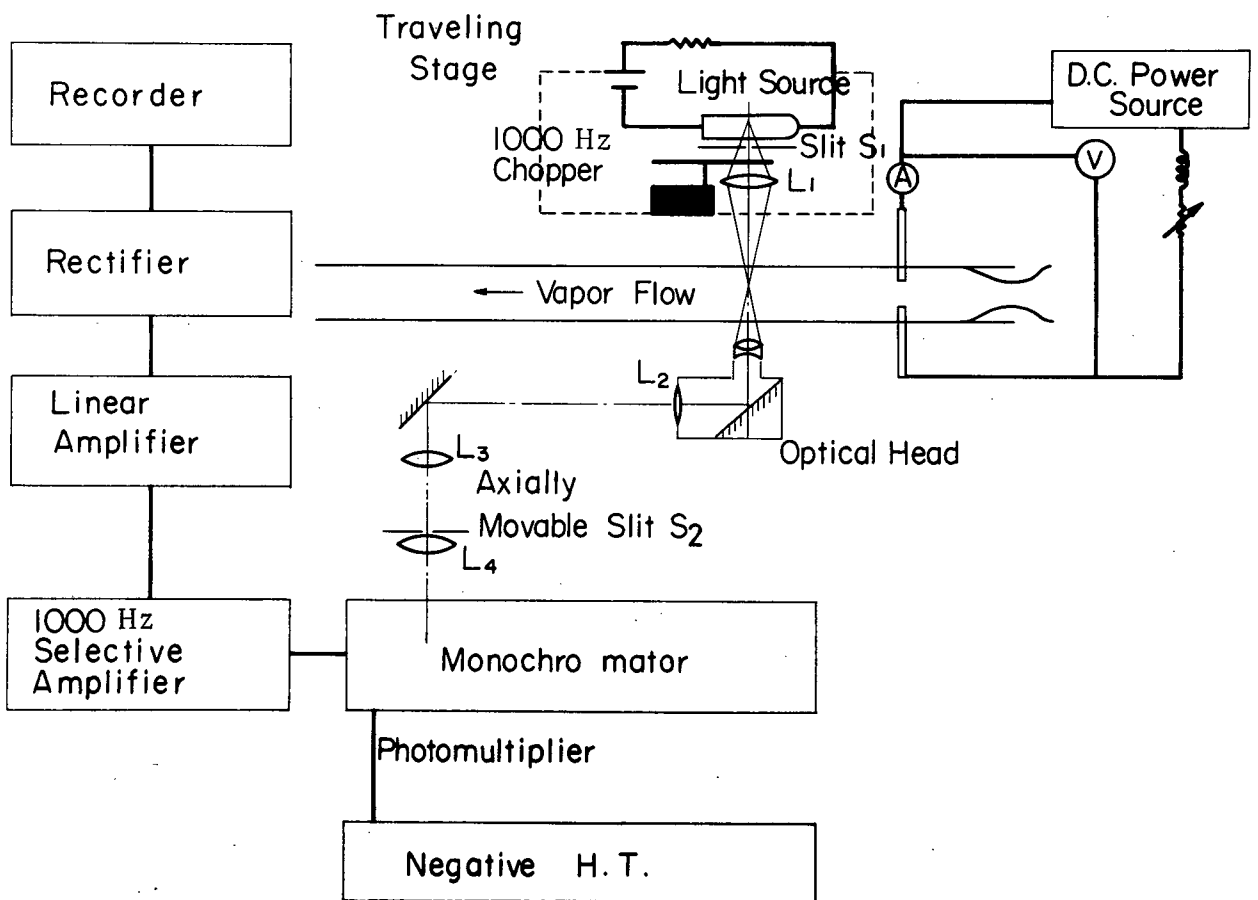 Traveling
Stage
Recorder
Light Source
D.C. Power
Source
1000 Hz
Chopper
Slit S1
L1
A
V
Rectifier
← Vapor Flow
L2
Linear
Amplifier
L3
Optical Head
Axially
Movable Slit S2
L4
1000 Hz
Selective
Amplifier
Monochro mator
Photomultiplier
Negative H.T.